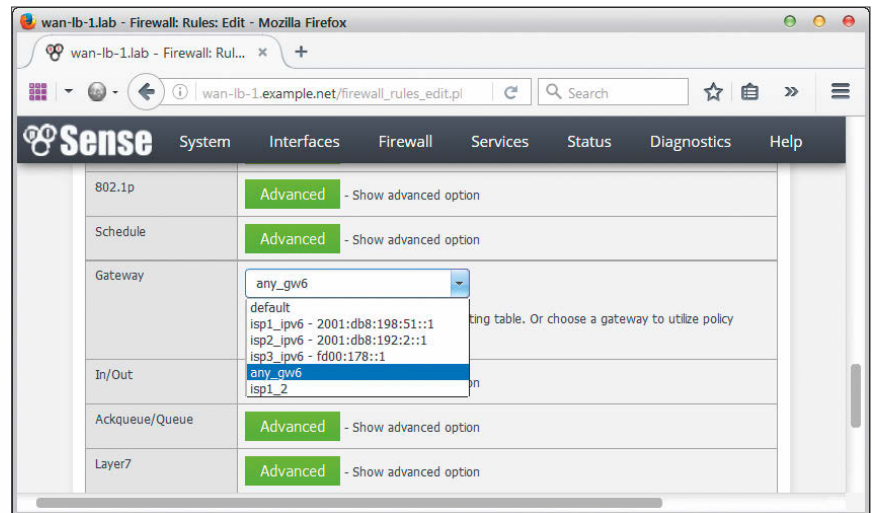 wan-lb-1.lab - Firewall: Rules: Edit - Mozilla Firefox
wan-lb-1.lab - Firewall: Rul... × +
wan-lb-1.example.net/firewall_rules_edit.pl Search »
Sense System Interfaces Firewall Services Status Diagnostics Help
802.1p Advanced - Show advanced option
Schedule Advanced - Show advanced option
Gateway any_gw6
default
isp1_ipv6 - 2001:db8:198:51::1
isp2_ipv6 - 2001:db8:192:2::1
ting table. Or choose a gateway to utilize policy
isp3_ipv6 - fd00:178::1
any_gw6
isp1_2
In/Out
Ackqueue/Queue Advanced - Show advanced option
Layer7 Advanced - Show advanced option